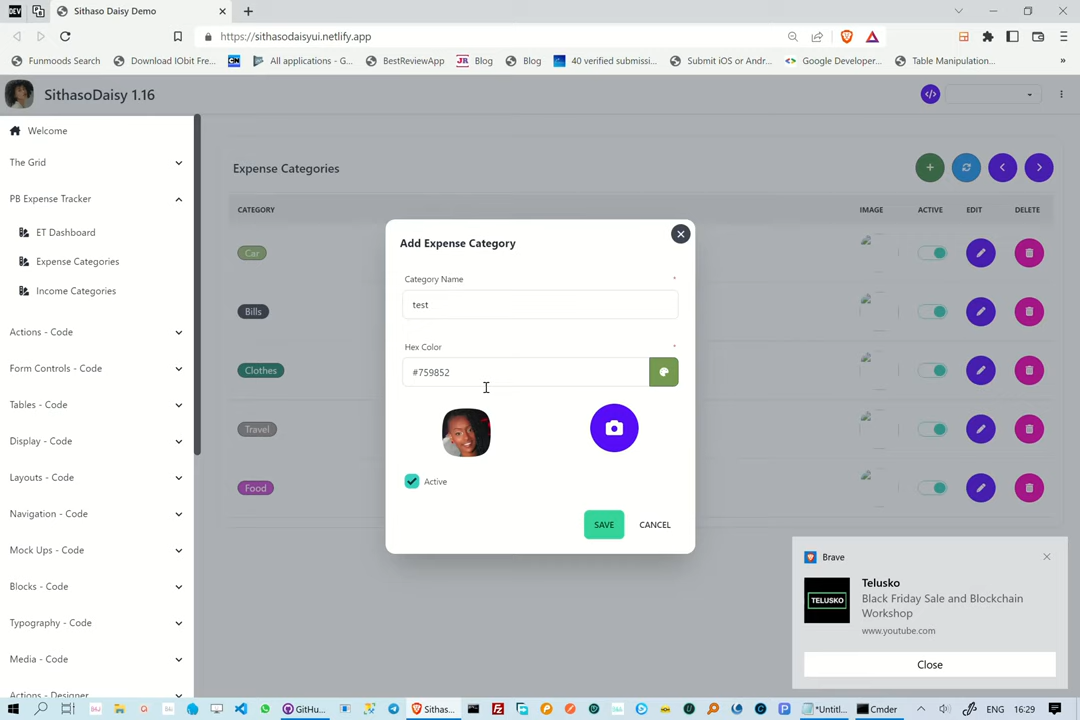 Sithaso Daisy Demo
https://sithasodaisyui.netlify.app
Funmoods Search
Download IObit Fre...
All applications - G...
BestReviewApp
JR
Blog
Blog
40 verified submissi...
Submit iOS or Andr...
Google Developer...
Table Manipulation...
»
SithasoDaisy 1.16
Welcome
The Grid
PB Expense Tracker
ET Dashboard
Expense Categories
Income Categories
Actions - Code
Form Controls - Code
Tables - Code
Display - Code
Layouts - Code
Navigation - Code
Mock Ups - Code
Blocks - Code
Typography - Code
Media - Code
Actions - Designer
Expense Categories
CATEGORY
IMAGE
ACTIVE
EDIT
DELETE
Car
Bills
Clothes
Travel
Food
Add Expense Category
Category Name
*
test
Hex Color
*
#759852
Active
SAVE
CANCEL
Brave
Telusko
TELUSKO
Black Friday Sale and Blockchain
Workshop
www.youtube.com
Close
GitHu...
Sithas...
*Untitl...
Cmder
ENG
16:29